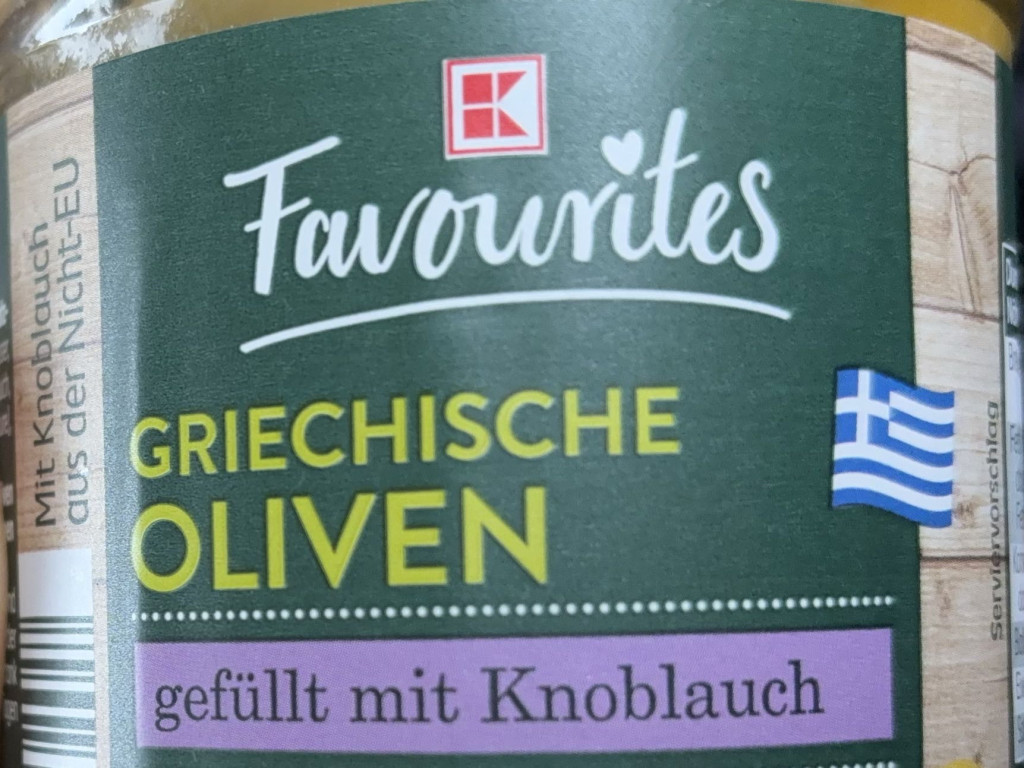 K
Favourites
GRIECHISCHE
OLIVEN
gefüllt mit Knoblauch
Mit Knoblauch
aus der Nicht-EU
Serviervorschlag